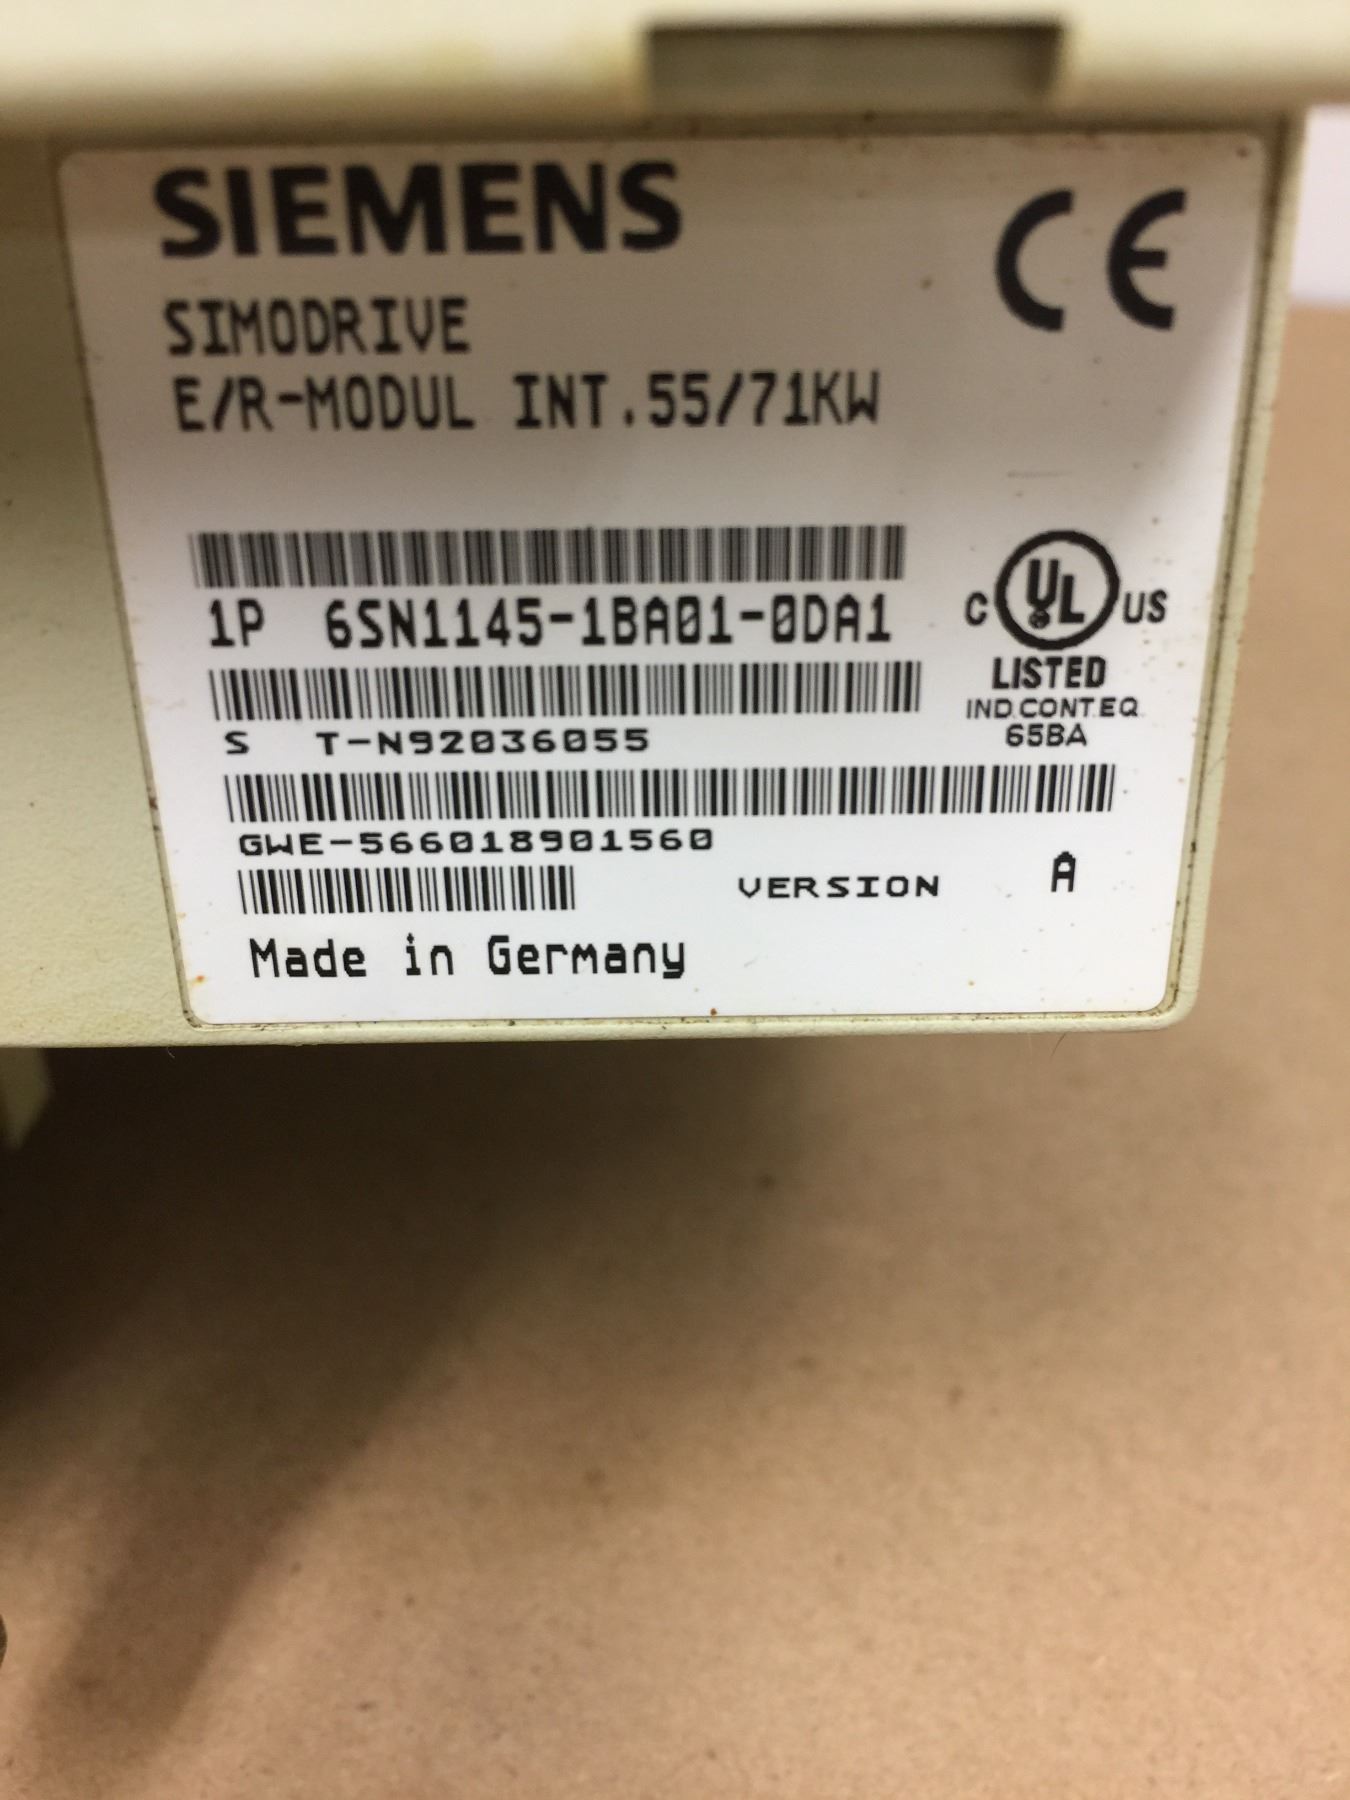 SIEMENS
CE
SIMODRIVE
E/R-MODUL INT.55/71KW
1P 6SN1145-1BA01-0DA1
C UL US
LISTED
IND.CONT.EQ.
65BA
S T-N92036055
GWE-566018901560
VERSION A
Made in Germany